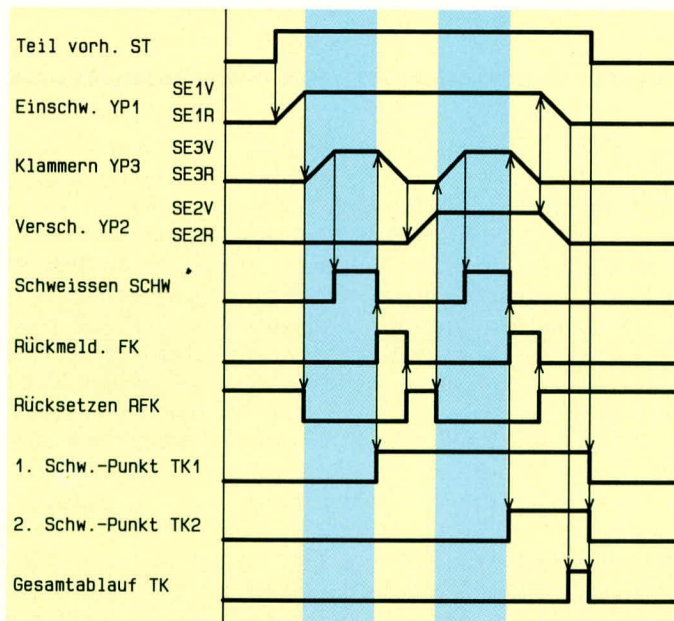 Teil vorh. ST
SE1V
Einschw. YP1
SE1R
SE3V
Klammern YP3
SE3R
SE2V
Versch. YP2
SE2R
Schweissen SCHW
Rückmeld. FK
Rücksetzen RFK
1. Schw.-Punkt TK1
2. Schw.-Punkt TK2
Gesamtablauf TK